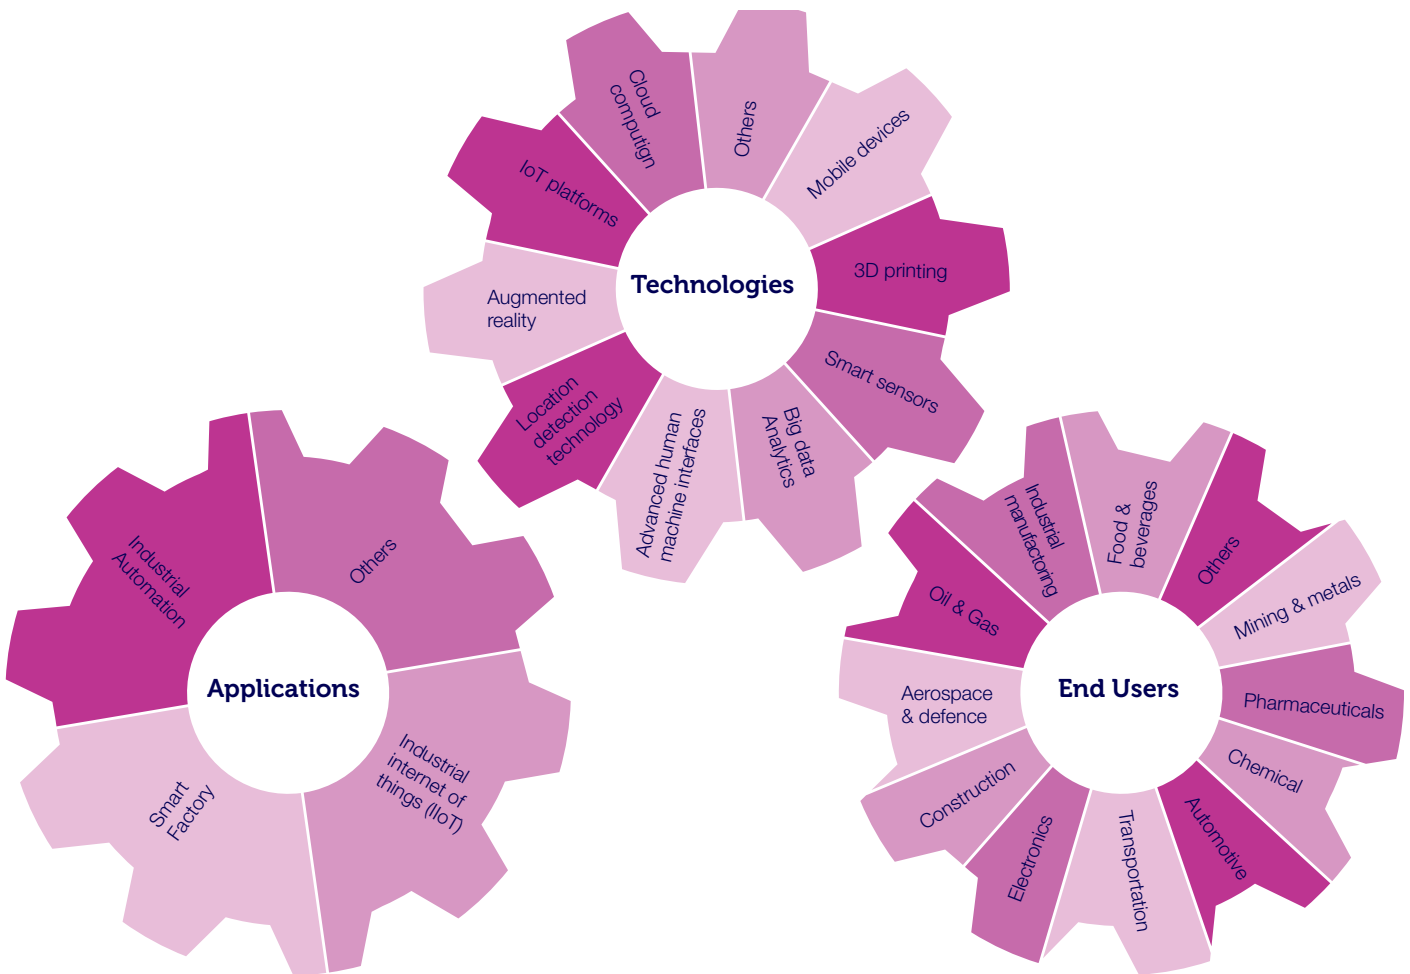 Technologies
Cloud
computign
Others
Mobile devices
3D printing
Smart sensors
Big data
Analytics
Advanced human
machine interfaces
Location
detection
technology
Augmented
reality
IoT platforms
Applications
Industrial
Automation
Others
Industrial
internet of
things (IIoT)
Smart
Factory
End Users
Industrial
manufactoring
Food &
beverages
Others
Mining & metals
Pharmaceuticals
Chemical
Automotive
Transportation
Electronics
Construction
Aerospace
& defence
Oil & Gas